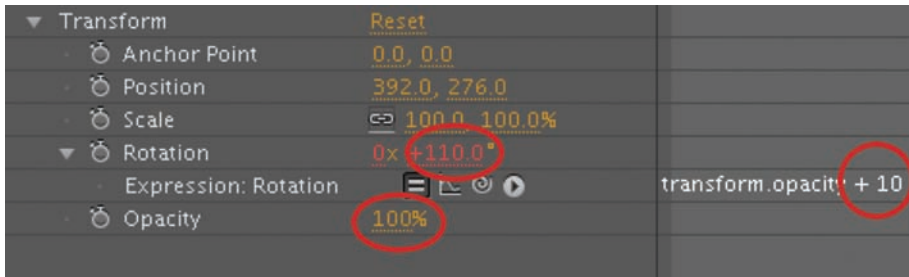 Transform Reset
Anchor Point 0.0, 0.0
Position 392.0, 276.0
Scale 100.0, 100.0%
Rotation 0x +110.0°
Expression: Rotation transform.opacity + 10
Opacity 100%